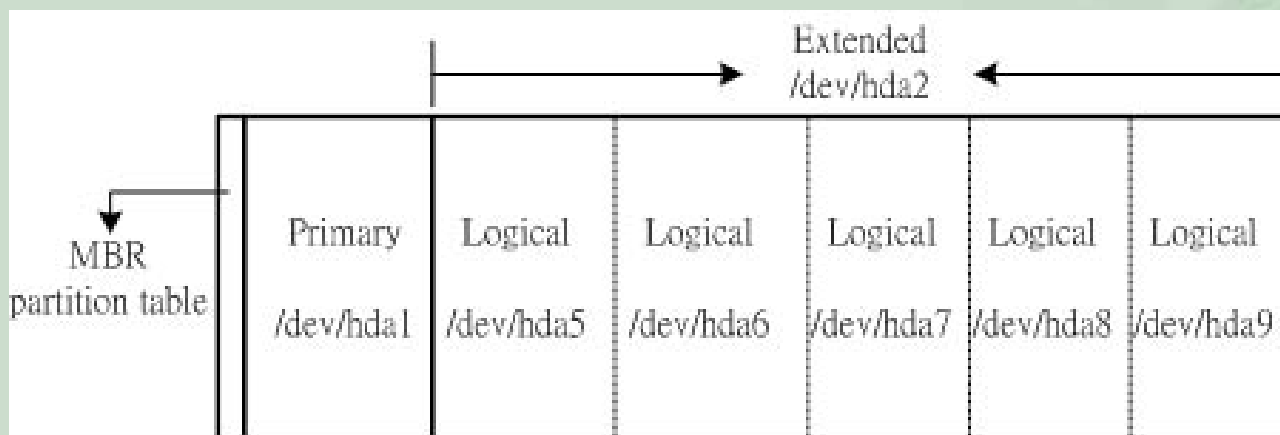 Extended
/dev/hda2
MBR
partition table
Primary
/dev/hda1
Logical
/dev/hda5
Logical
/dev/hda6
Logical
/dev/hda7
Logical
/dev/hda8
Logical
/dev/hda9